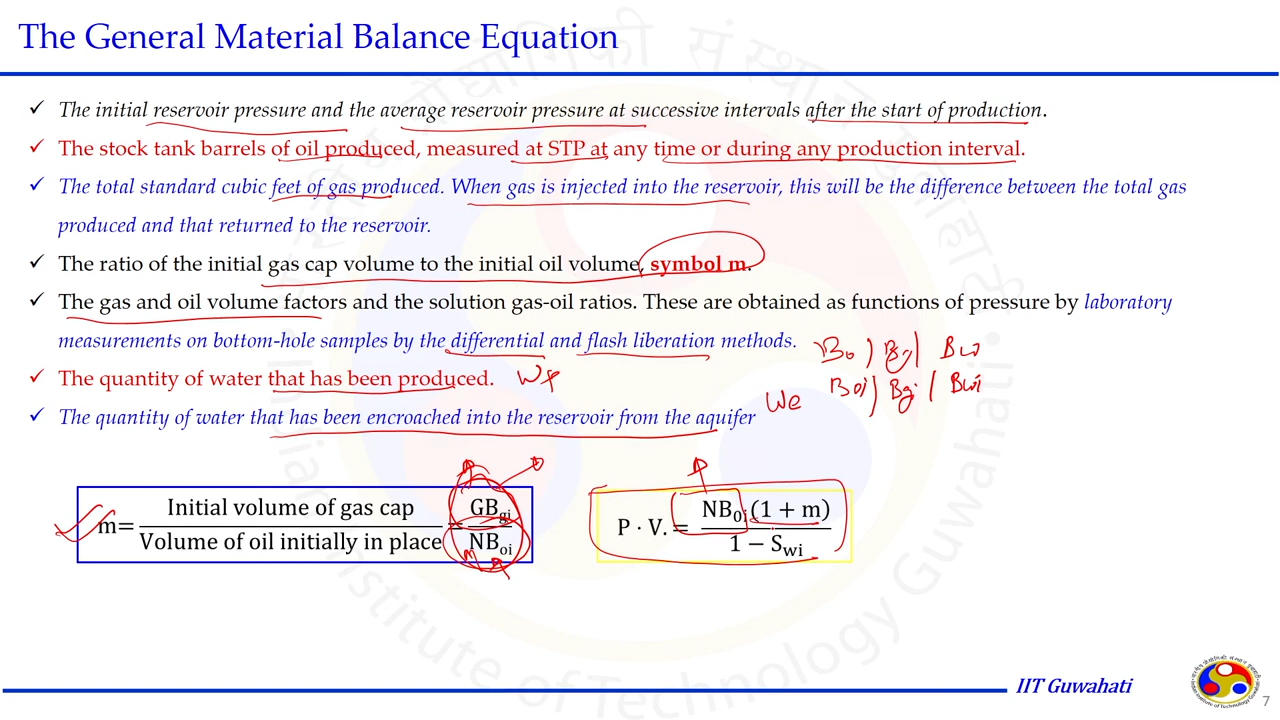 The General Material Balance Equation
✓ The initial reservoir pressure and the average reservoir pressure at successive intervals after the start of production.
✓ The stock tank barrels of oil produced, measured at STP at any time or during any production interval.
✓ The total standard cubic feet of gas produced. When gas is injected into the reservoir, this will be the difference between the total gas
produced and that returned to the reservoir.
✓ The ratio of the initial gas cap volume to the initial oil volume, symbol m.
✓ The gas and oil volume factors and the solution gas-oil ratios. These are obtained as functions of pressure by laboratory
measurements on bottom-hole samples by the differential and flash liberation methods.
Bo / Bg / Bw
✓ The quantity of water that has been produced. Wp
Boi / Bgi / Bwi
✓ The quantity of water that has been encroached into the reservoir from the aquifer We
m= Initial volume of gas cap / Volume of oil initially in place = GBgi / NBoi
P · V. = NBoi (1 + m) / 1 − Swi
Indian Institute of Technology Guwahati
IIT Guwahati
7